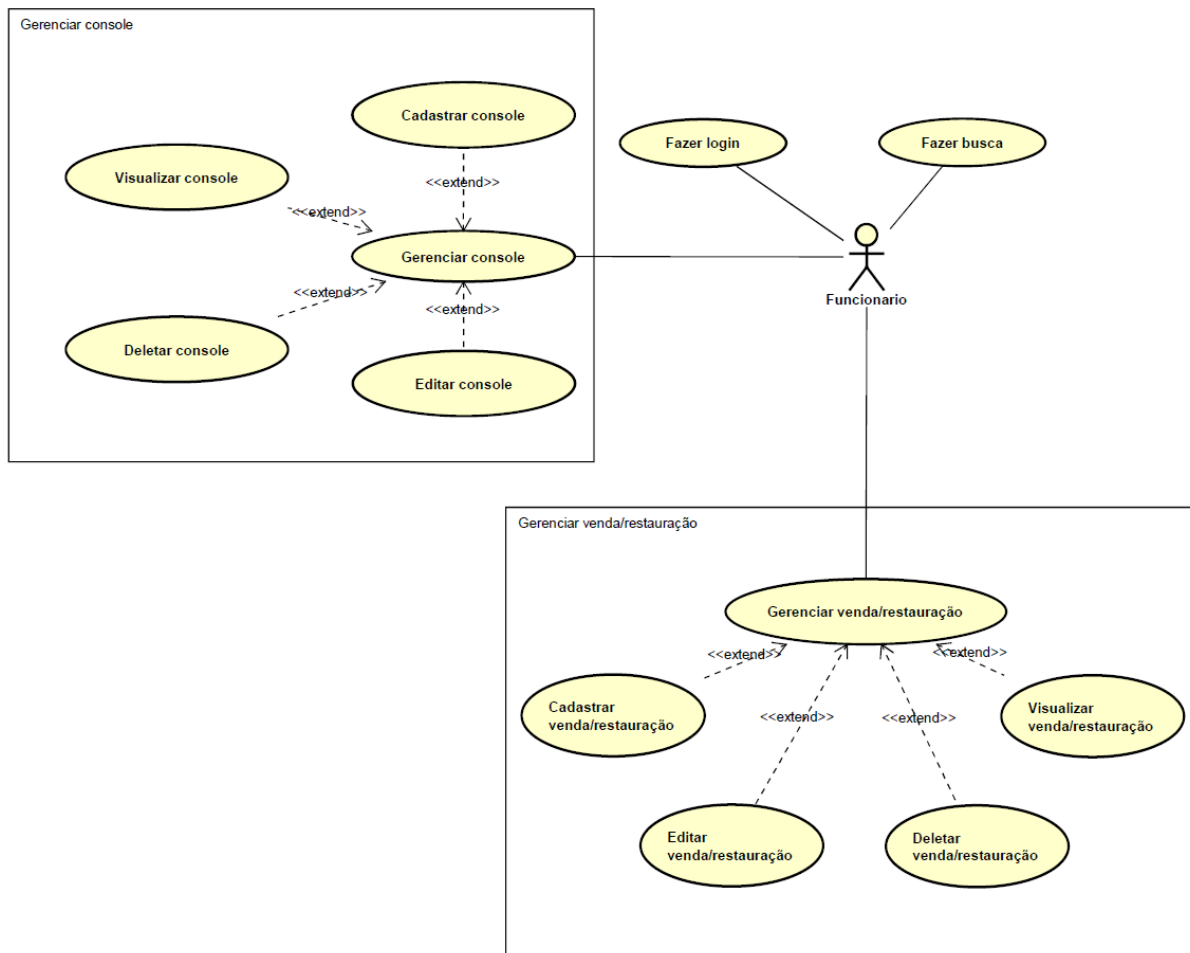 Gerenciar console
Cadastrar console
Fazer login
Fazer busca
Visualizar console
<<extend>>
<<extend>>
Gerenciar console
<<extend>>
<<extend>>
Funcionario
Deletar console
Editar console
Gerenciar venda/restauração
Gerenciar venda/restauração
<<extend>>
<<extend>>
Cadastrar
venda/restauração
<<extend>>
<<extend>>
Visualizar
venda/restauração
Editar
venda/restauração
Deletar
venda/restauração